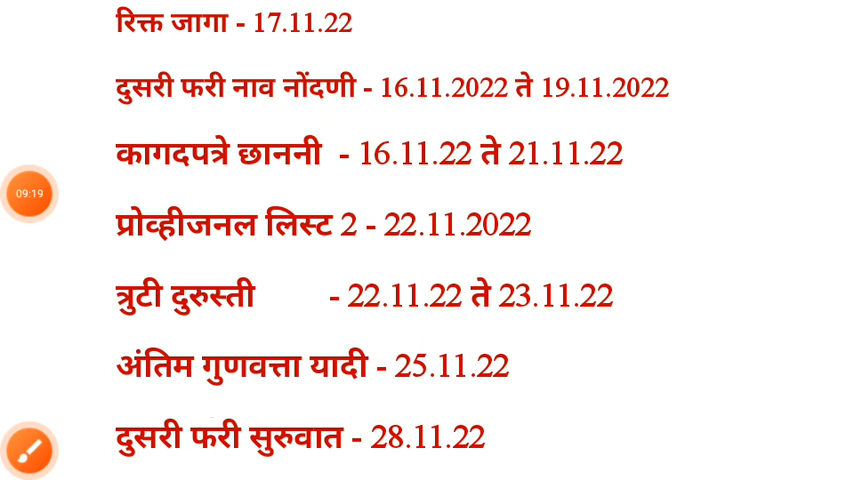 रिक्त जागा - 17.11.22
दुसरी फरी नाव नोंदणी - 16.11.2022 ते 19.11.2022
कागदपत्रे छाननी - 16.11.22 ते 21.11.22
09:19
प्रोव्हीजनल लिस्ट 2 - 22.11.2022
त्रुटी दुरुस्ती - 22.11.22 ते 23.11.22
अंतिम गुणवत्ता यादी - 25.11.22
दुसरी फरी सुरुवात - 28.11.22